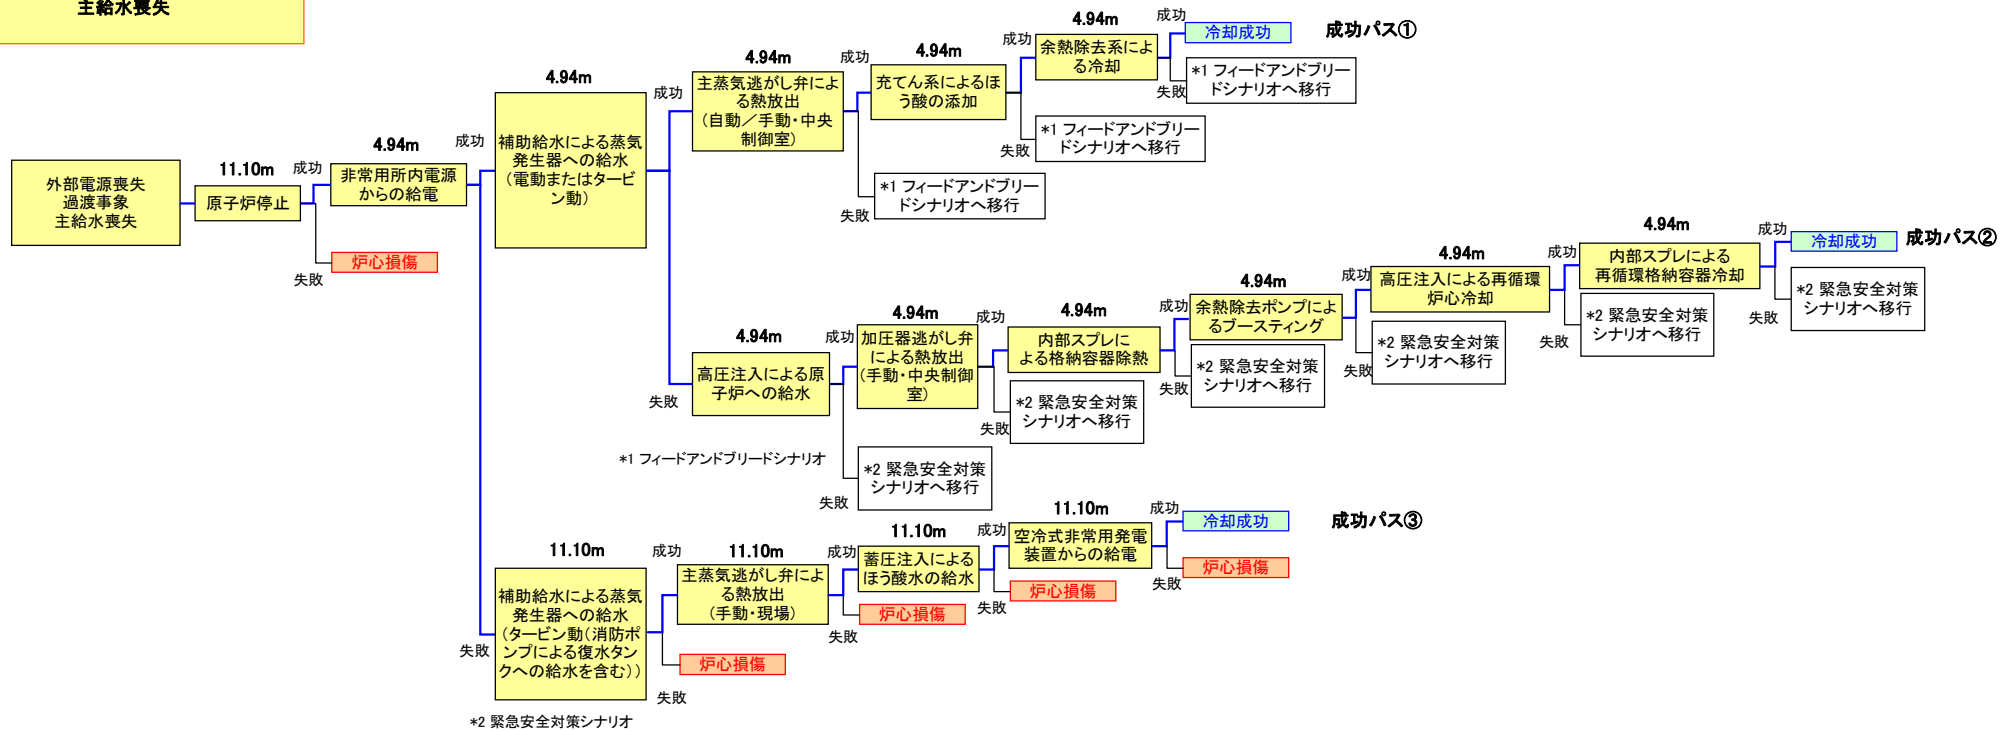 主給水喪失
外部電源喪失
過渡事象
主給水喪失
11.10m
原子炉停止
成功
失敗
炉心損傷
4.94m
非常用所内電源
からの給電
成功
失敗
4.94m
補助給水による蒸気
発生器への給水
(電動またはタービ
ン動)
成功
失敗
4.94m
主蒸気逃がし弁によ
る熱放出
(自動／手動・中央
制御室)
成功
失敗
*1 フィードアンドブリー
ドシナリオへ移行
4.94m
充てん系によるほ
う酸の添加
成功
失敗
*1 フィードアンドブリー
ドシナリオへ移行
4.94m
余熱除去系によ
る冷却
成功
失敗
冷却成功
成功パス①
*1 フィードアンドブリー
ドシナリオへ移行
4.94m
高圧注入による原
子炉への給水
*1 フィードアンドブリードシナリオ
成功
失敗
*2 緊急安全対策
シナリオへ移行
4.94m
加圧器逃がし弁
による熱放出
(手動・中央制御
室)
成功
失敗
*2 緊急安全対策
シナリオへ移行
4.94m
内部スプレに
よる格納容器除熱
成功
失敗
*2 緊急安全対策
シナリオへ移行
4.94m
余熱除去ポンプによ
るブースティング
成功
失敗
*2 緊急安全対策
シナリオへ移行
4.94m
高圧注入による再循環
炉心冷却
成功
失敗
*2 緊急安全対策
シナリオへ移行
4.94m
内部スプレによる
再循環格納容器冷却
成功
失敗
冷却成功
成功パス②
*2 緊急安全対策
シナリオへ移行
11.10m
補助給水による蒸気
発生器への給水
(タービン動(消防ポ
ンプによる復水タン
クへの給水を含む))
*2 緊急安全対策シナリオ
成功
失敗
炉心損傷
11.10m
主蒸気逃がし弁によ
る熱放出
(手動・現場)
成功
失敗
炉心損傷
11.10m
蓄圧注入による
ほう酸水の給水
成功
失敗
炉心損傷
11.10m
空冷式非常用発電
装置からの給電
成功
失敗
冷却成功
成功パス③
炉心損傷